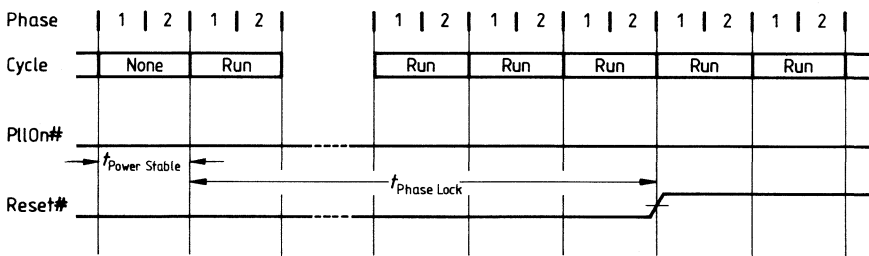 Phase 1 2 1 2 1 2 1 2 1 2 1 2 1 2
Cycle None Run Run Run Run Run Run
PllOn#
tPower Stable
tPhase Lock
Reset#